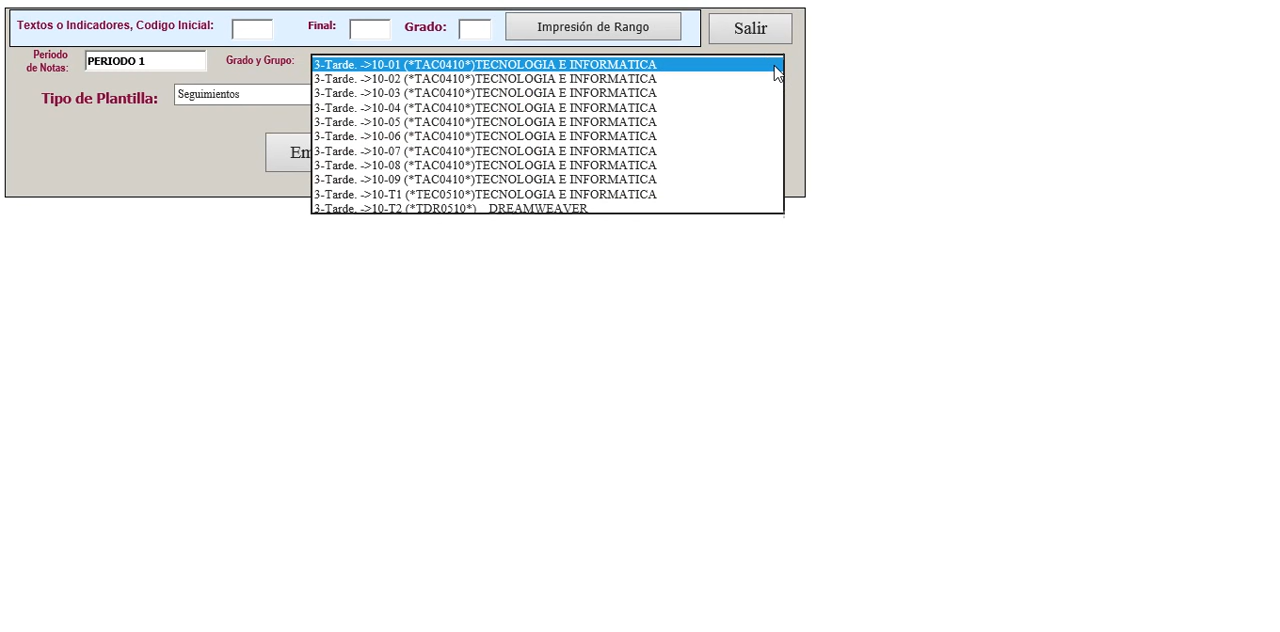 Textos o Indicadores, Codigo Inicial: Final: Grado: Impresión de Rango Salir
Periodo
de Notas: PERIODO 1 Grado y Grupo:
3-Tarde. ->10-01 (*TAC0410*)TECNOLOGIA E INFORMATICA
3-Tarde. ->10-02 (*TAC0410*)TECNOLOGIA E INFORMATICA
Tipo de Plantilla: Seguimientos
3-Tarde. ->10-03 (*TAC0410*)TECNOLOGIA E INFORMATICA
3-Tarde. ->10-04 (*TAC0410*)TECNOLOGIA E INFORMATICA
3-Tarde. ->10-05 (*TAC0410*)TECNOLOGIA E INFORMATICA
3-Tarde. ->10-06 (*TAC0410*)TECNOLOGIA E INFORMATICA
Em
3-Tarde. ->10-07 (*TAC0410*)TECNOLOGIA E INFORMATICA
3-Tarde. ->10-08 (*TAC0410*)TECNOLOGIA E INFORMATICA
3-Tarde. ->10-09 (*TAC0410*)TECNOLOGIA E INFORMATICA
3-Tarde. ->10-T1 (*TEC0510*)TECNOLOGIA E INFORMATICA
3-Tarde. ->10-T2 (*TDR0510*) DREAMWEAVER